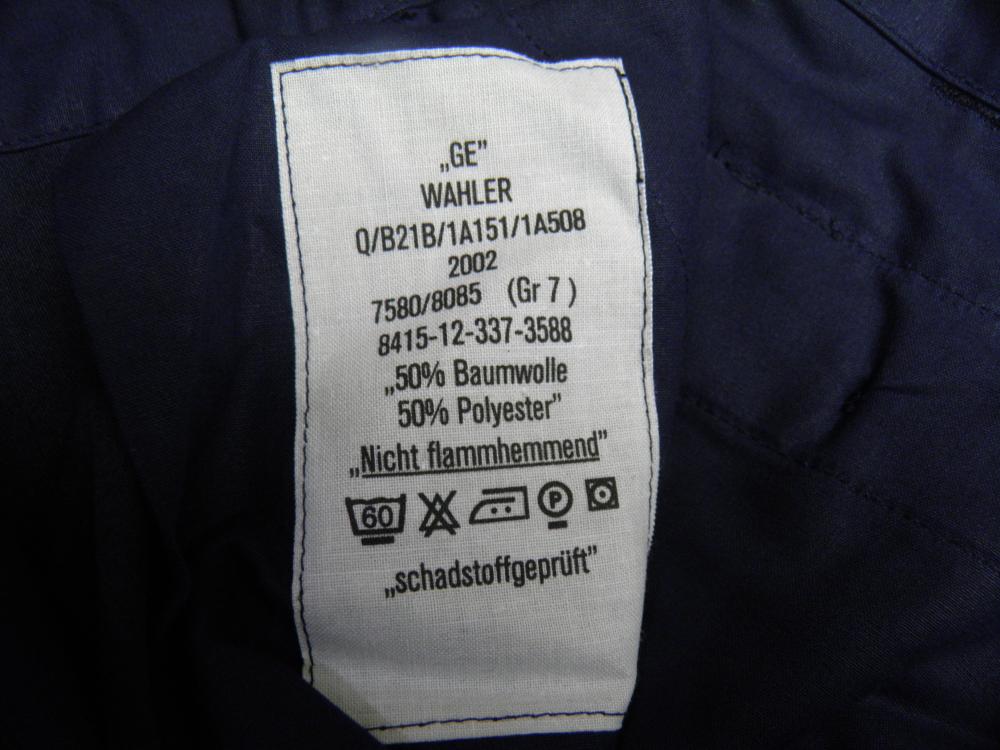 „GE”
WAHLER
Q/B21B/1A151/1A508
2002
7580/8085 (Gr 7 )
8415-12-337-3588
„50% Baumwolle
50% Polyester”
„Nicht flammhemmend”
60 P
„schadstoffgeprüft”